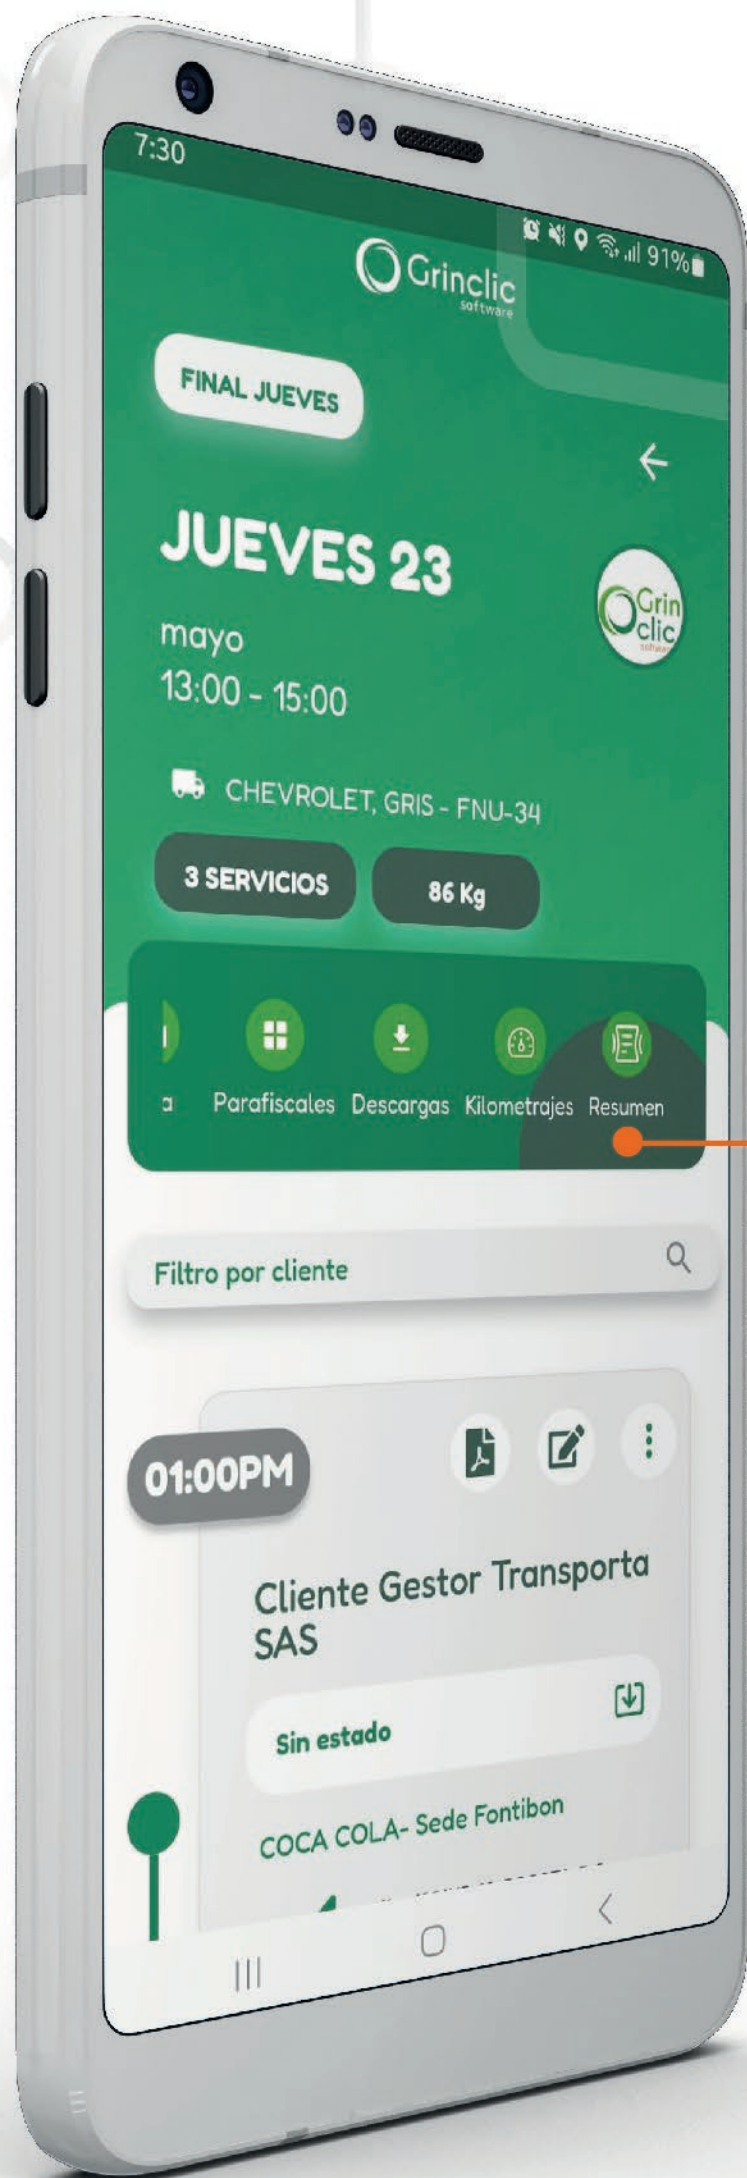 7:30
91%
Grinclic
software
FINAL JUEVES
JUEVES 23
Grin
clic
software
mayo
13:00 - 15:00
CHEVROLET, GRIS - FNU-34
3 SERVICIOS
86 Kg
a
Parafiscales
Descargas
Kilometrajes
Resumen
Filtro por cliente
01:00PM
Cliente Gestor Transporta
SAS
Sin estado
COCA COLA- Sede Fontibon